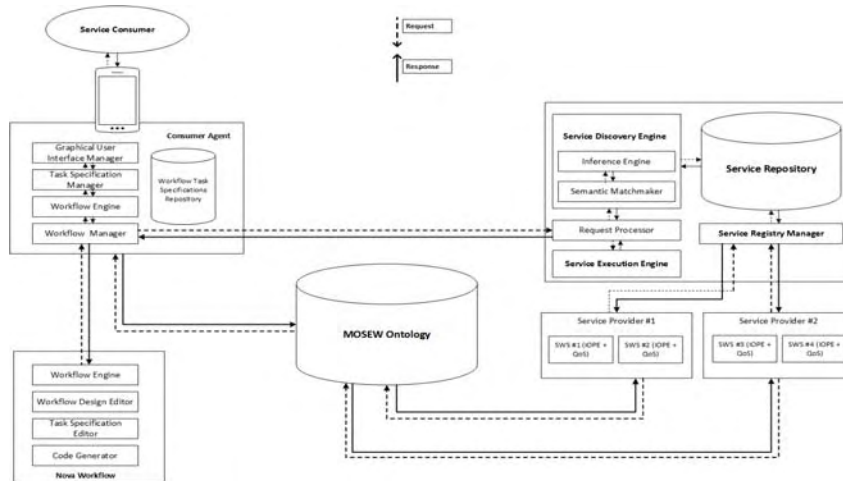 Service Consumer
Request
Response
Consumer Agent
Graphical User
Interface Manager
Task Specification
Manager
Workflow Engine
Workflow Manager
Workflow Task
Specifications
Repository
Service Discovery Engine
Inference Engine
Semantic Matchmaker
Request Processor
Service Execution Engine
Service Repository
Service Registry Manager
MOSEW Ontology
Service Provider #1
SWS #1 (IOPE +
QoS)
SWS #2 (IOPE +
QoS)
Service Provider #2
SWS #3 (IOPE +
QoS)
SWS #4 (IOPE +
QoS)
Workflow Engine
Workflow Design Editor
Task Specification
Editor
Code Generator
Nova Workflow